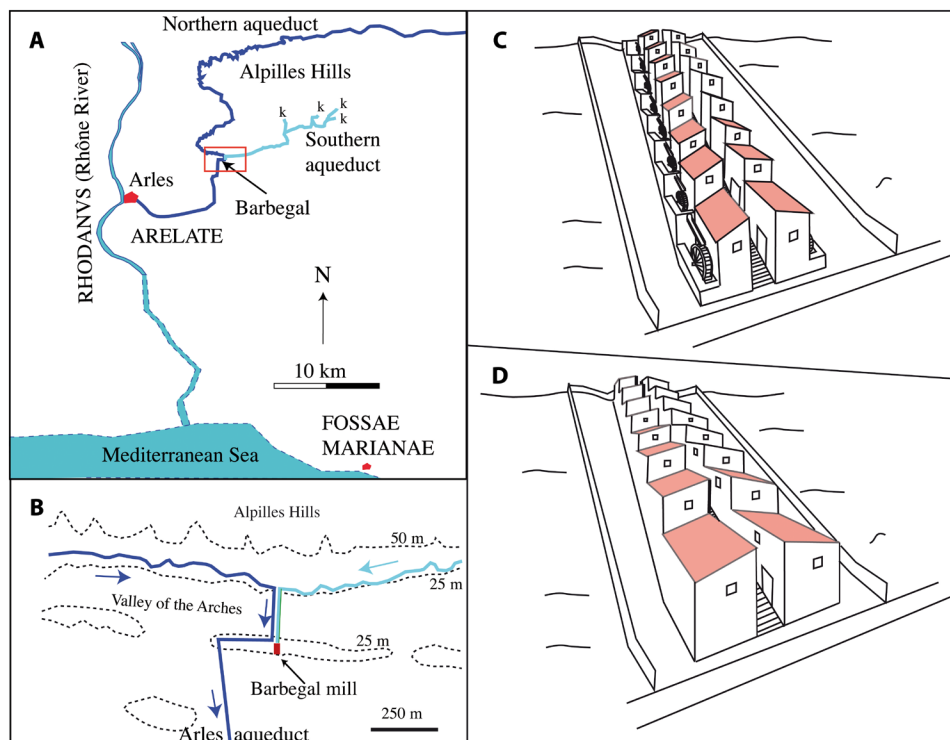 A
Northern aqueduct
Alpilles Hills
k
k
k
k
Southern
aqueduct
RHODANVS (Rhône River)
Arles
Barbegal
ARELATE
N
10 km
FOSSAE
MARIANAE
Mediterranean Sea
B
Alpilles Hills
50 m
25 m
Valley of the Arches
25 m
Barbegal mill
250 m
Arles aqueduct
C
D